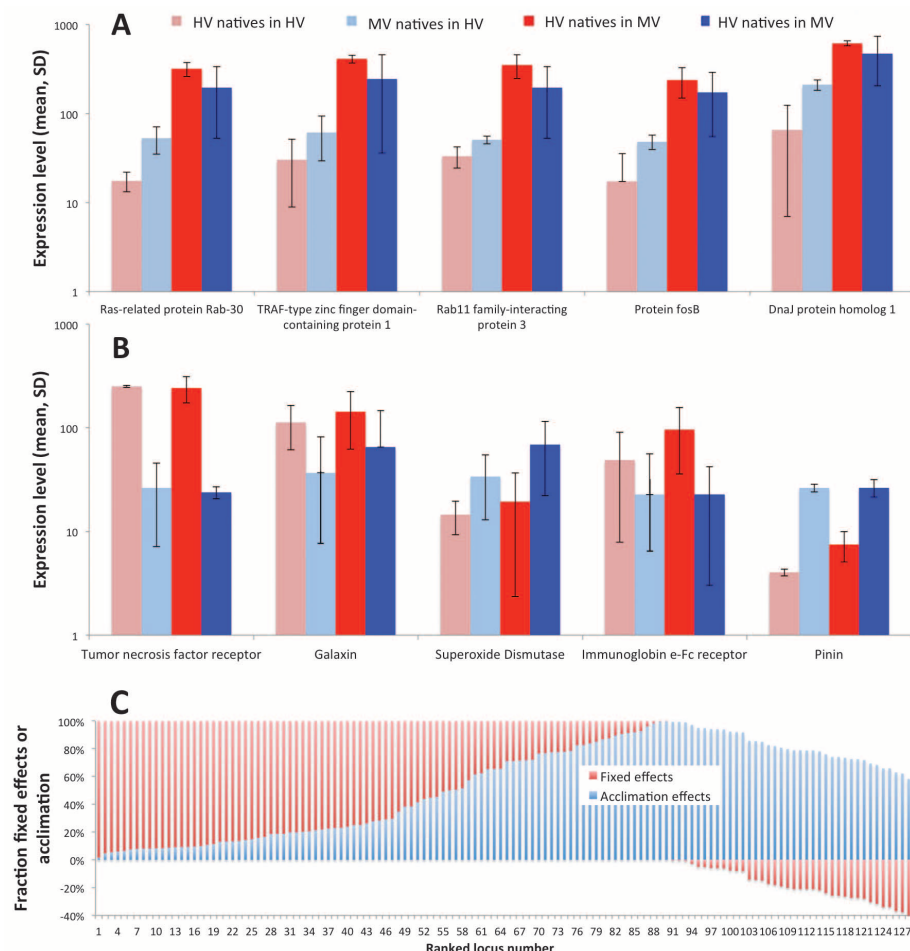 A
HV natives in HV MV natives in HV HV natives in MV HV natives in MV
Expression level (mean, SD)
1000
100
10
1
Ras-related protein Rab-30 TRAF-type zinc finger domain-containing protein 1 Rab11 family-interacting protein 3 Protein fosB DnaJ protein homolog 1
B
Expression level (mean, SD)
1000
100
10
1
Tumor necrosis factor receptor Galaxin Superoxide Dismutase Immunoglobin e-Fc receptor Pinin
C
Fraction fixed effects or
acclimation
100%
80%
60%
40%
20%
0%
-20%
-40%
Fixed effects
Acclimation effects
1 4 7 10 13 16 19 22 25 28 31 34 37 40 43 46 49 52 55 58 61 64 67 70 73 76 79 82 85 88 91 94 97 100 103 106 109 112 115 118 121 124 127
Ranked locus number